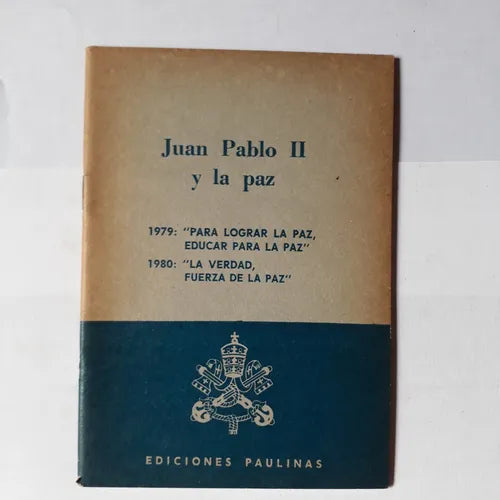 Juan Pablo II
y la paz
1979: "PARA LOGRAR LA PAZ,
EDUCAR PARA LA PAZ"
1980: "LA VERDAD,
FUERZA DE LA PAZ"
EDICIONES PAULINAS